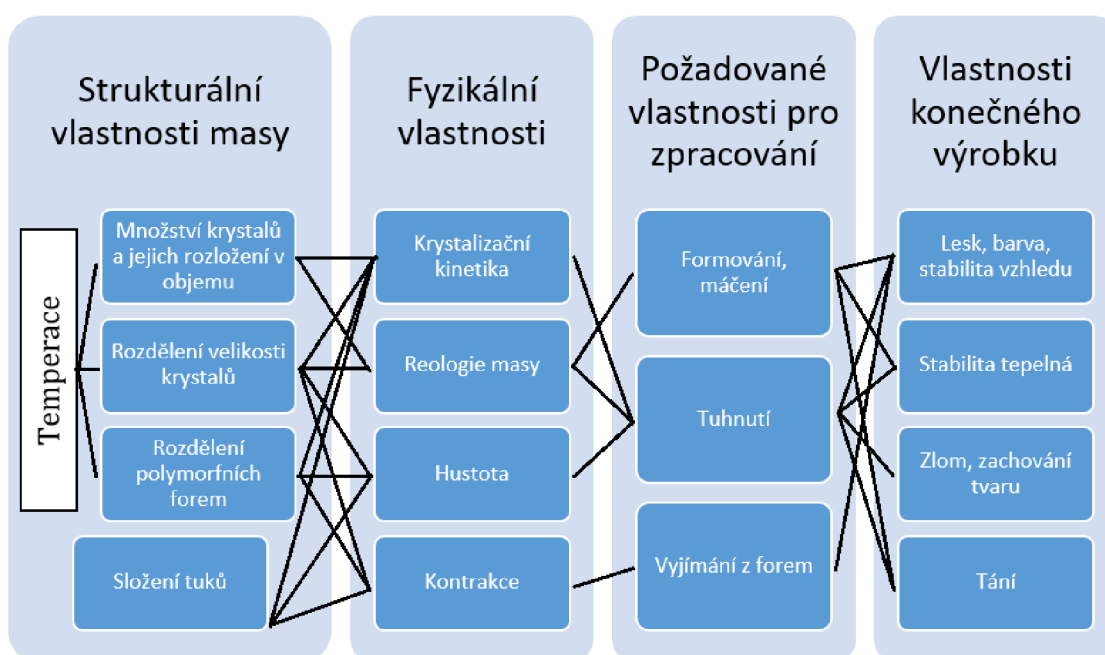 Strukturální
vlastnosti masy
Temperace
Množství krystalů
a jejich rozložení v
objemu
Rozdělení velikosti
krystalů
Rozdělení
polymorfních
forem
Složení tuků
Fyzikální
vlastnosti
Krystalizační
kinetika
Reologie masy
Hustota
Kontrakce
Požadované
vlastnosti pro
zpracování
Formování,
máčení
Tuhnutí
Vyjímání z forem
Vlastnosti
konečného
výrobku
Lesk, barva,
stabilita vzhledu
Stabilita tepelná
Zlom, zachování
tvaru
Tání